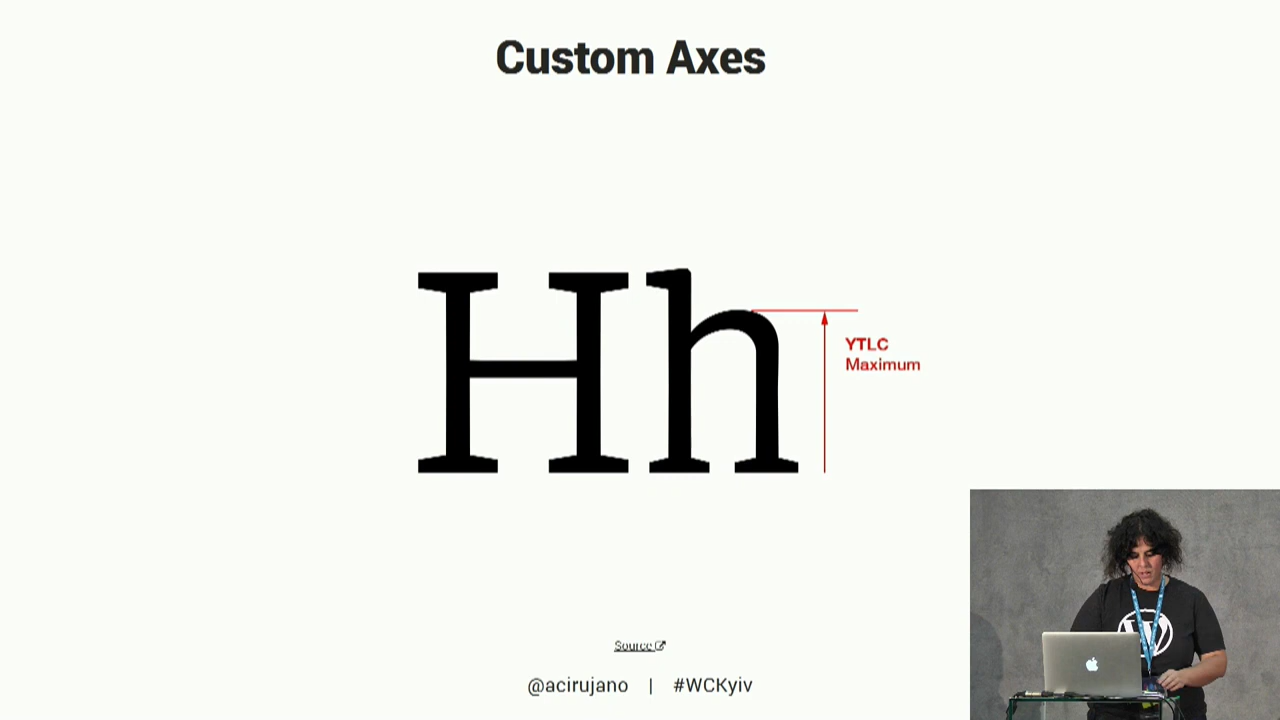 Custom Axes
Hh
YTLC
Maximum
Source
@acirujano | #WCKyiv